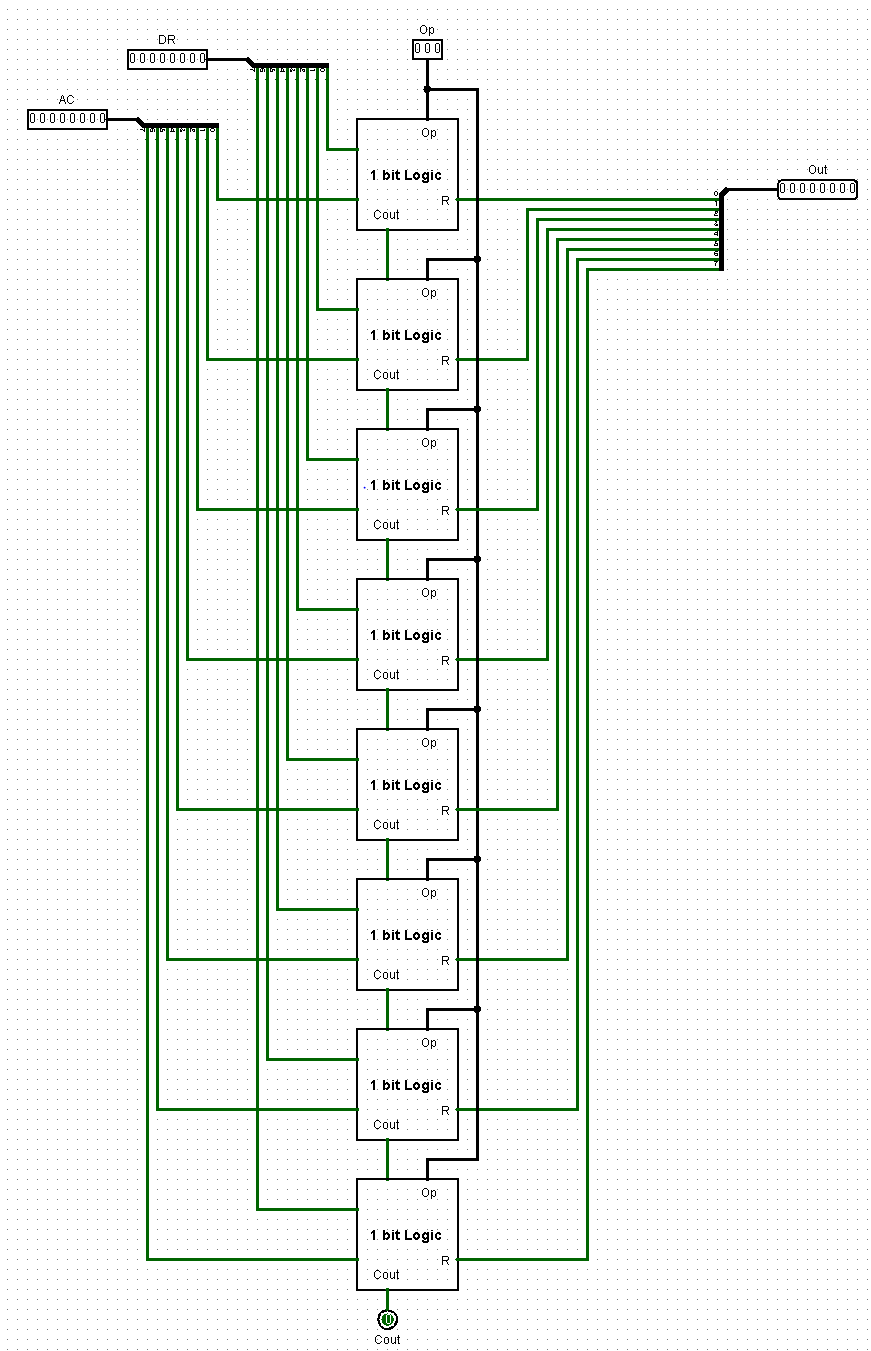 DR
00000000
Op
000
AC
00000000
Op
1 bit Logic
R
Cout
Out
00000000
Op
1 bit Logic
R
Cout
Op
1 bit Logic
R
Cout
Op
1 bit Logic
R
Cout
Op
1 bit Logic
R
Cout
Op
1 bit Logic
R
Cout
Op
1 bit Logic
R
Cout
Op
1 bit Logic
R
Cout
Cout